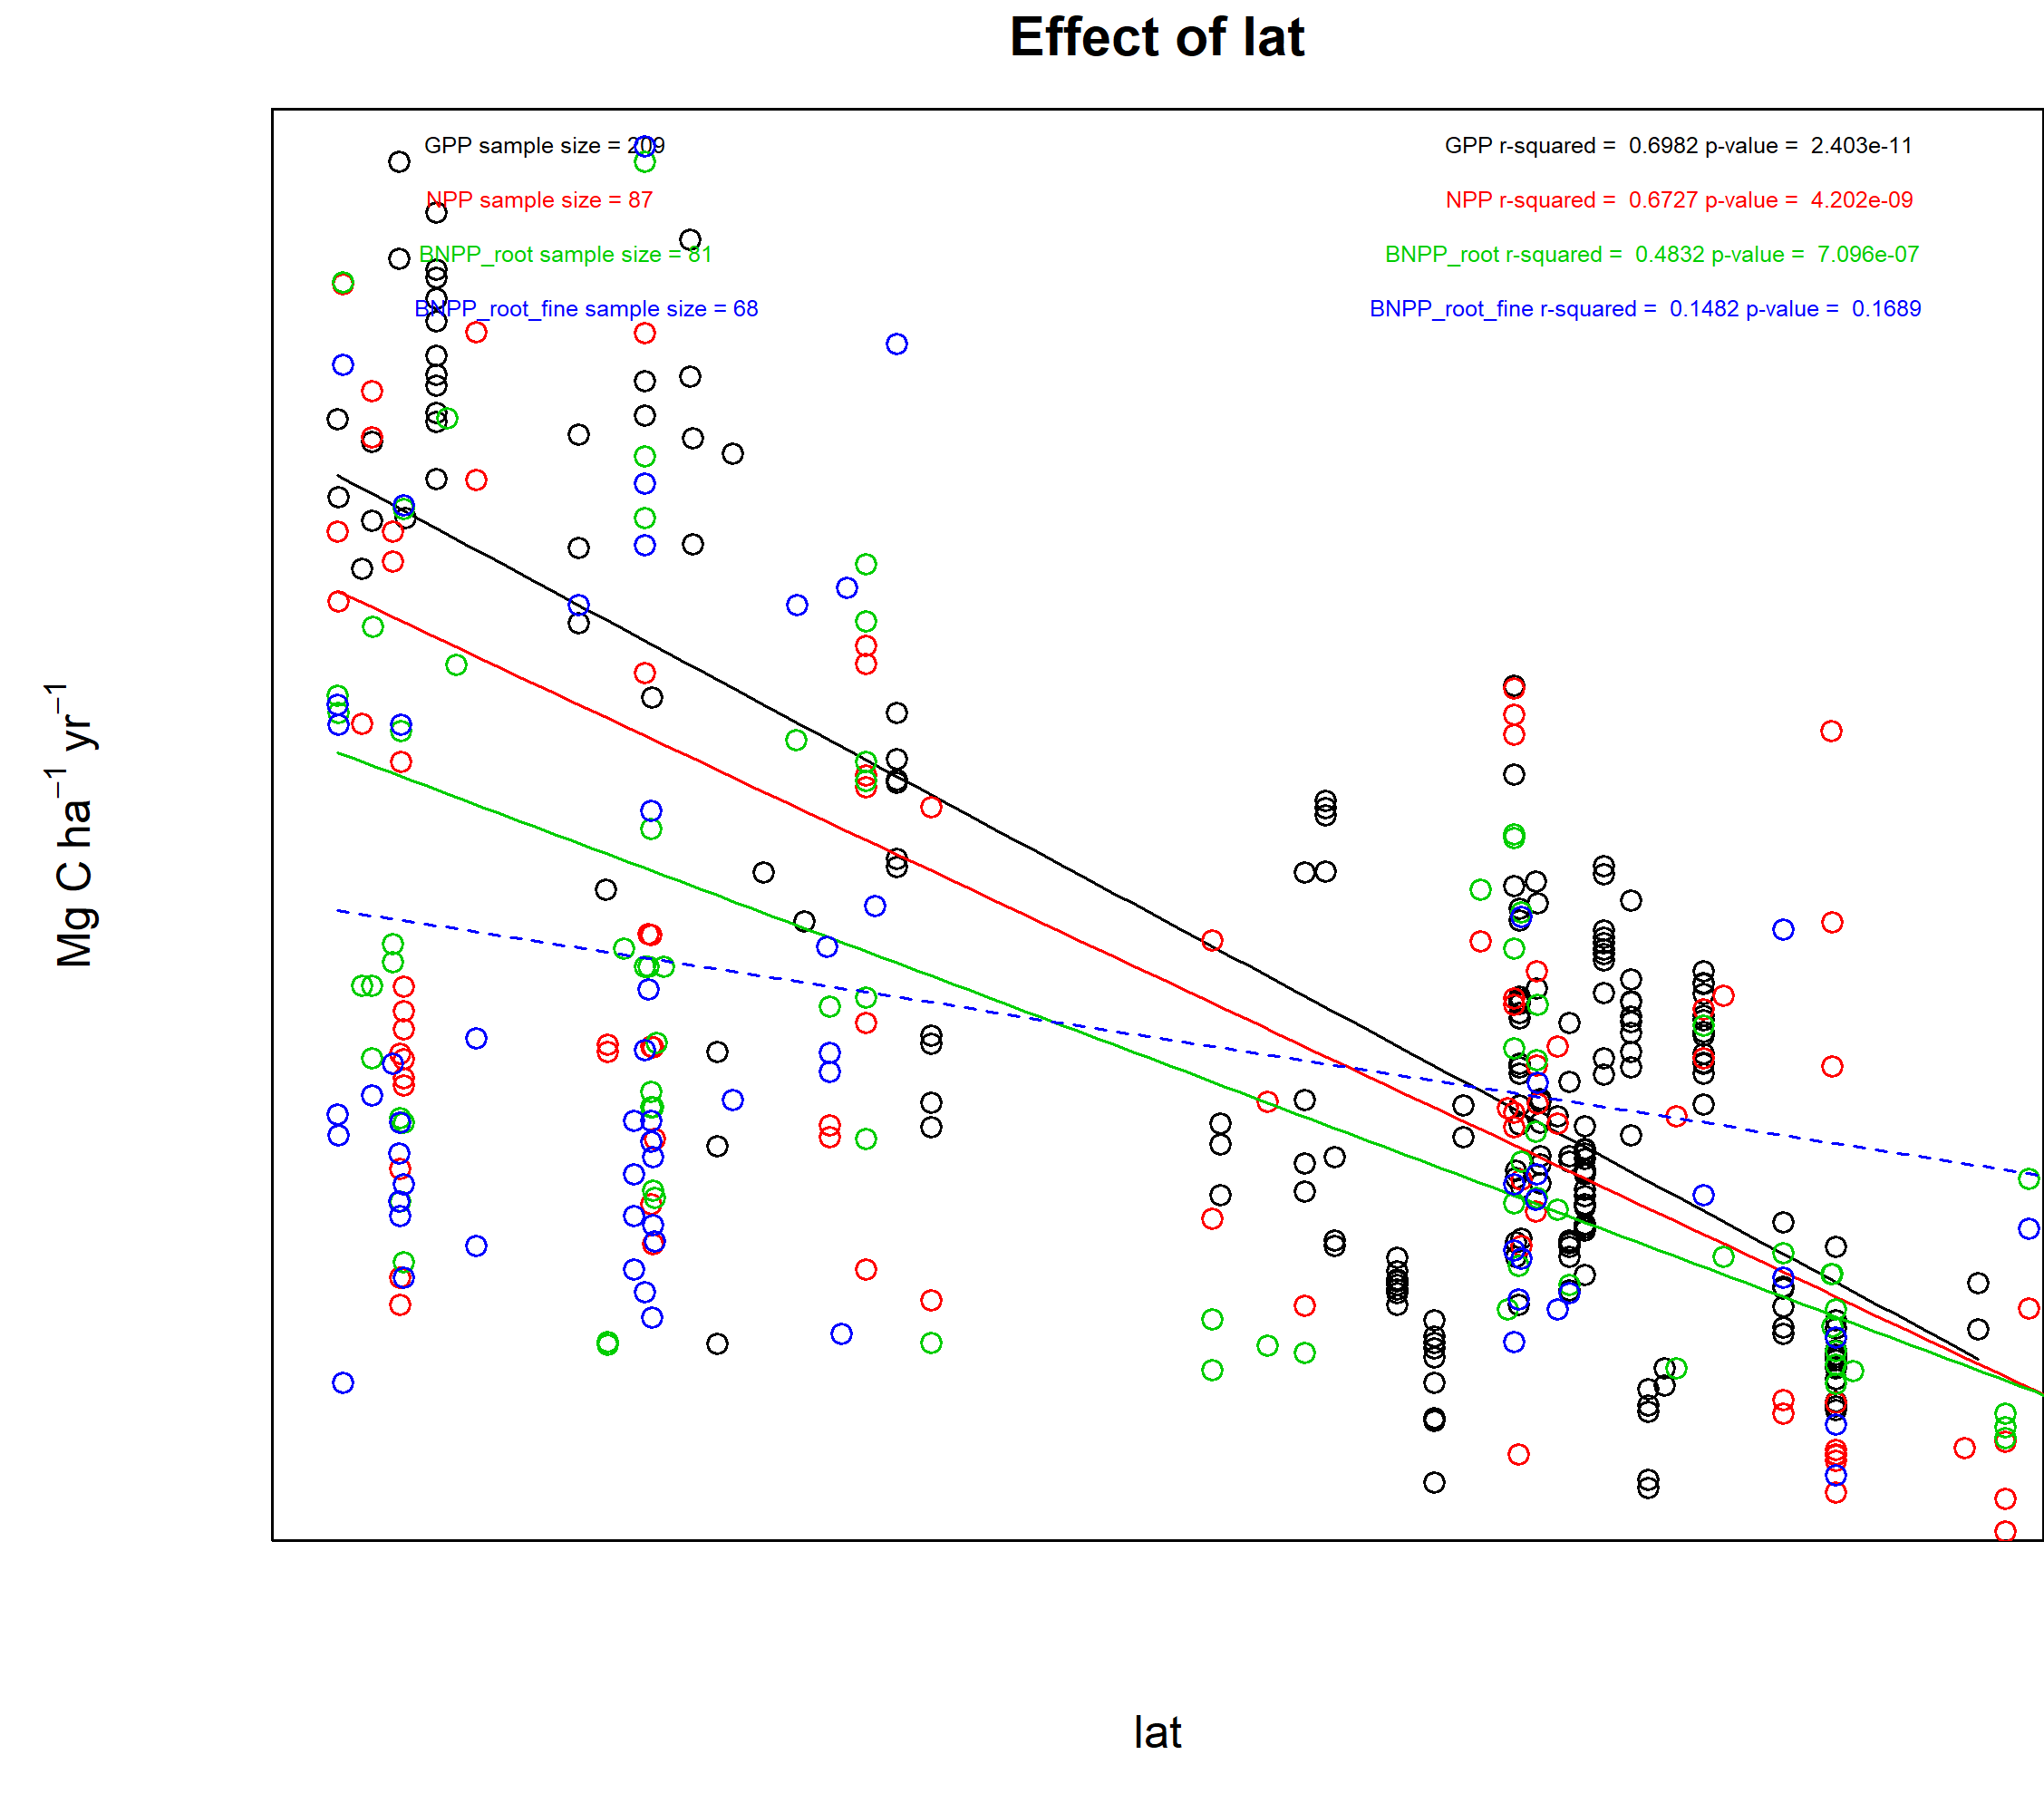 Effect of lat
GPP sample size = 209
GPP r-squared = 0.6982 p-value = 2.403e-11
NPP sample size = 87
NPP r-squared = 0.6727 p-value = 4.202e-09
BNPP_root sample size = 81
BNPP_root r-squared = 0.4832 p-value = 7.096e-07
BNPP_root_fine sample size = 68
BNPP_root_fine r-squared = 0.1482 p-value = 0.1689
Mg C ha⁻¹ yr⁻¹
lat